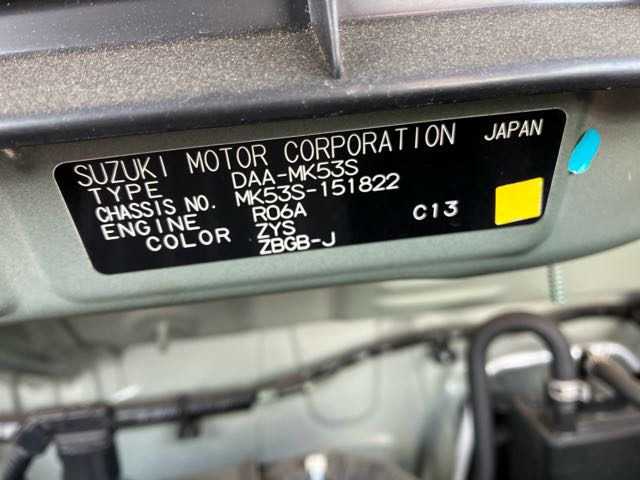 SUZUKI MOTOR CORPORATION JAPAN
TYPE DAA-MK53S
CHASSIS NO. MK53S-151822
ENGINE R06A C13
COLOR ZYS
ZBGB-J